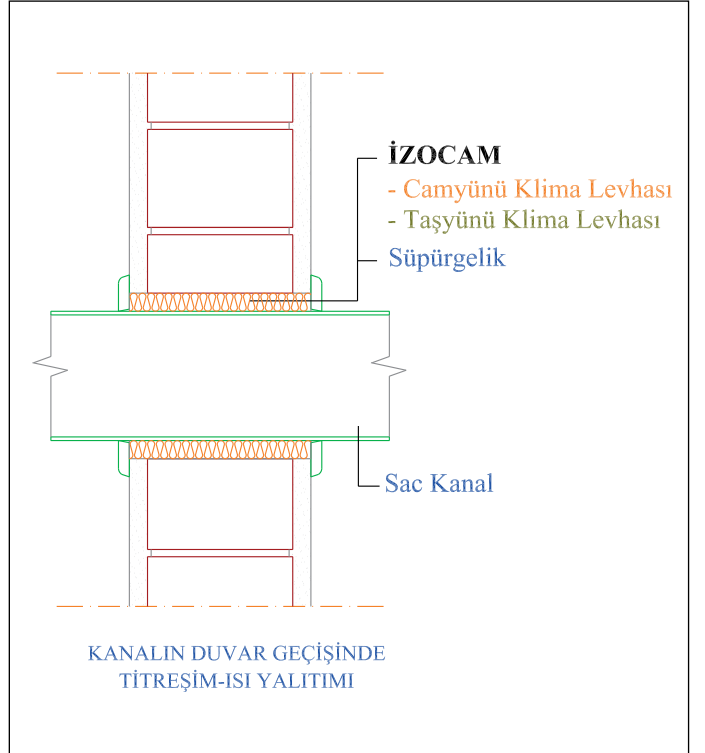 İZOCAM
- Camyünü Klima Levhası
- Taşyünü Klima Levhası
Süpürgelik
Sac Kanal
KANALIN DUVAR GEÇİŞİNDE
TİTREŞİM-ISI YALITIMI